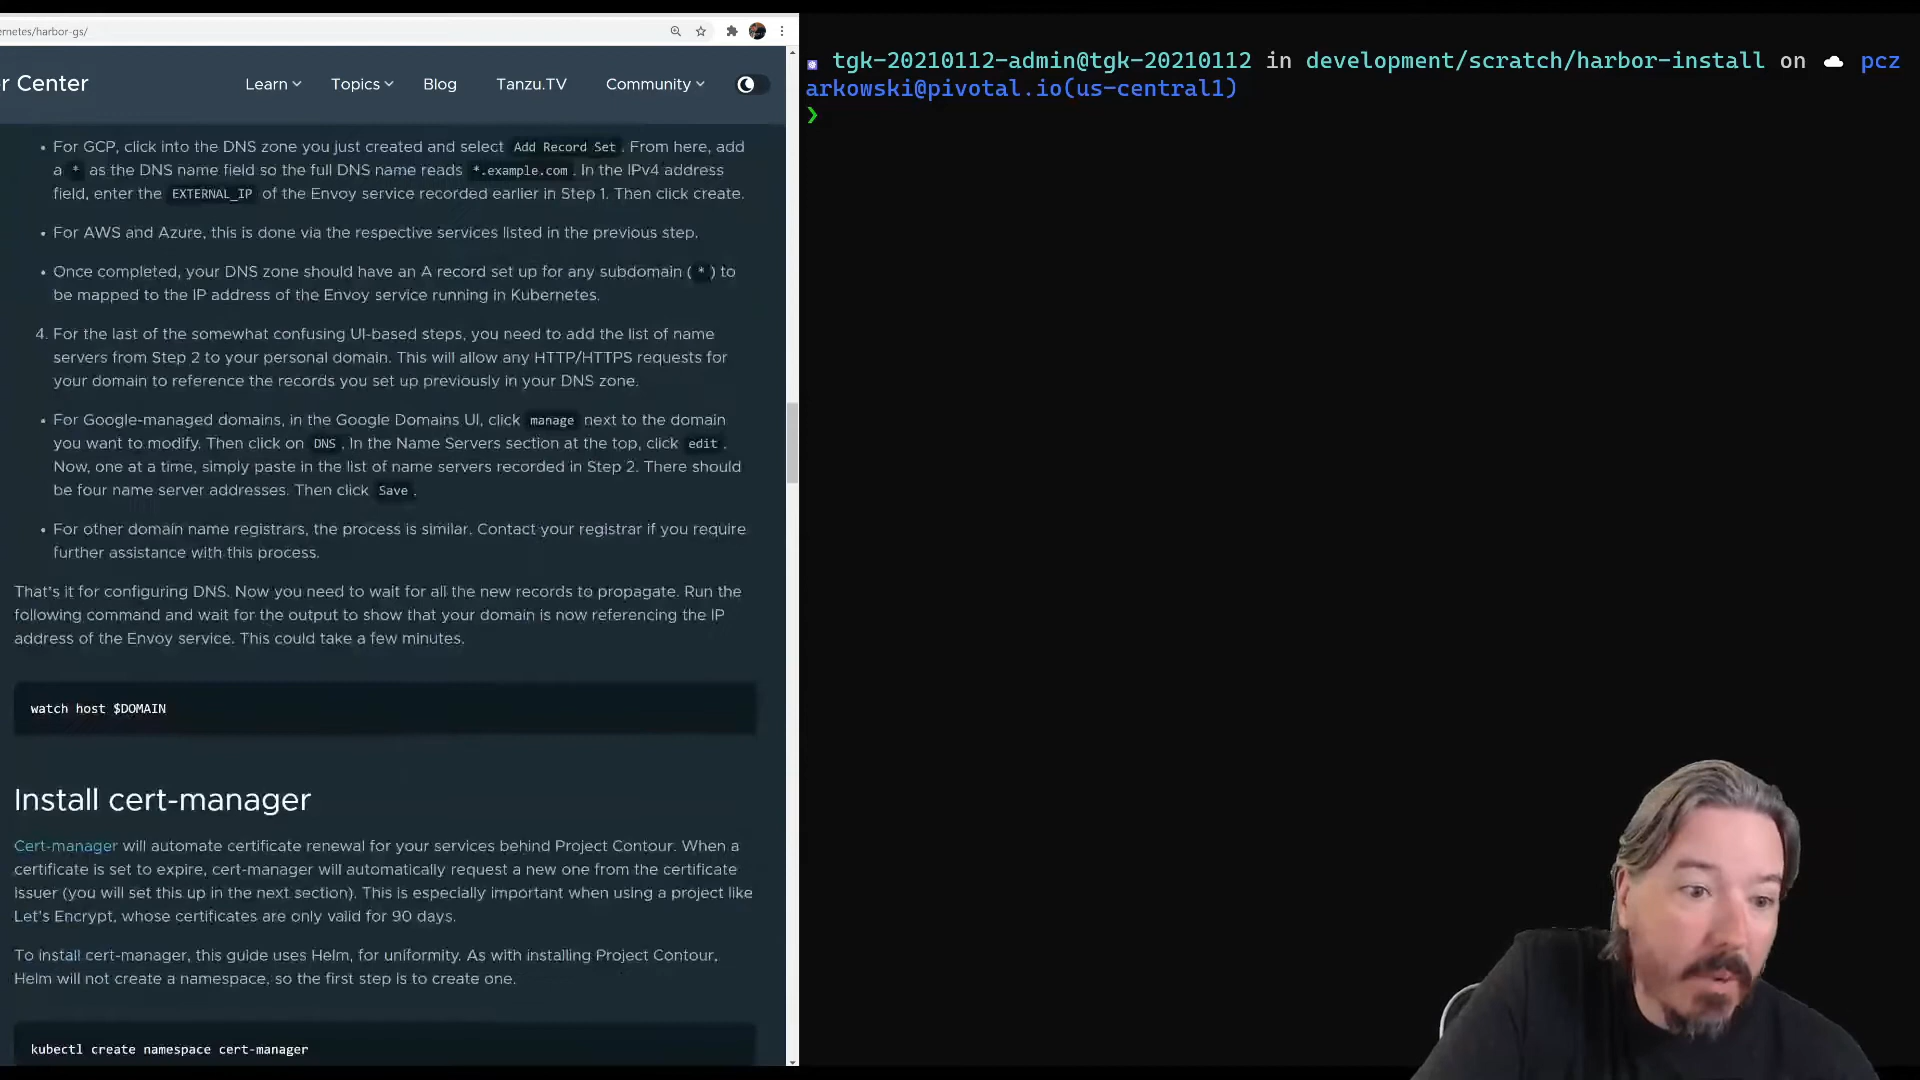 ernetes/harbor-gs/
r Center
Learn
Topics
Blog
Tanzu.TV
Community
• For GCP, click into the DNS zone you just created and select Add Record Set . From here, add
a * as the DNS name field so the full DNS name reads *.example.com . In the IPv4 address
field, enter the EXTERNAL_IP of the Envoy service recorded earlier in Step 1. Then click create.
• For AWS and Azure, this is done via the respective services listed in the previous step.
• Once completed, your DNS zone should have an A record set up for any subdomain ( * ) to
be mapped to the IP address of the Envoy service running in Kubernetes.
4. For the last of the somewhat confusing UI-based steps, you need to add the list of name
servers from Step 2 to your personal domain. This will allow any HTTP/HTTPS requests for
your domain to reference the records you set up previously in your DNS zone.
• For Google-managed domains, in the Google Domains UI, click manage next to the domain
you want to modify. Then click on DNS . In the Name Servers section at the top, click edit .
Now, one at a time, simply paste in the list of name servers recorded in Step 2. There should
be four name server addresses. Then click Save .
• For other domain name registrars, the process is similar. Contact your registrar if you require
further assistance with this process.
That's it for configuring DNS. Now you need to wait for all the new records to propagate. Run the
following command and wait for the output to show that your domain is now referencing the IP
address of the Envoy service. This could take a few minutes.
watch host $DOMAIN
Install cert-manager
Cert-manager will automate certificate renewal for your services behind Project Contour. When a
certificate is set to expire, cert-manager will automatically request a new one from the certificate
issuer (you will set this up in the next section). This is especially important when using a project like
Let's Encrypt, whose certificates are only valid for 90 days.
To install cert-manager, this guide uses Helm, for uniformity. As with installing Project Contour,
Helm will not create a namespace, so the first step is to create one.
kubectl create namespace cert-manager
tgk-20210112-admin@tgk-20210112 in development/scratch/harbor-install on pcz
arkowski@pivotal.io(us-central1)
❯